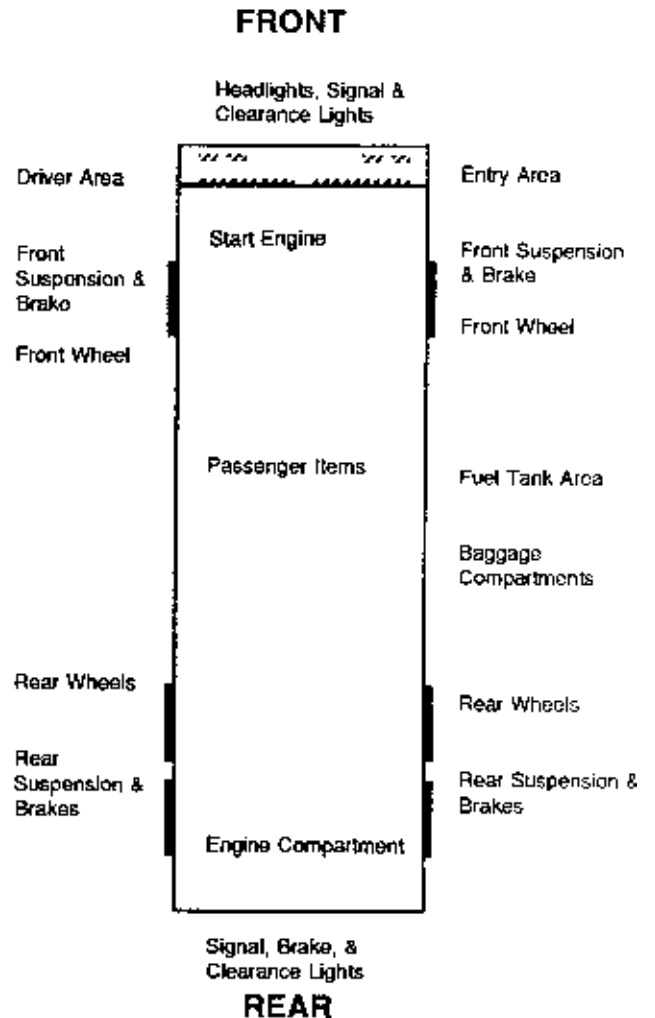 FRONT
Headlights, Signal &
Clearance Lights
Driver Area
Entry Area
Start Engine
Front
Suspension &
Brake
Front Suspension
& Brake
Front Wheel
Front Wheel
Passenger Items
Fuel Tank Area
Baggage
Compartments
Rear Wheels
Rear Wheels
Rear
Suspension &
Brakes
Rear Suspension &
Brakes
Engine Compartment
Signal, Brake, &
Clearance Lights
REAR